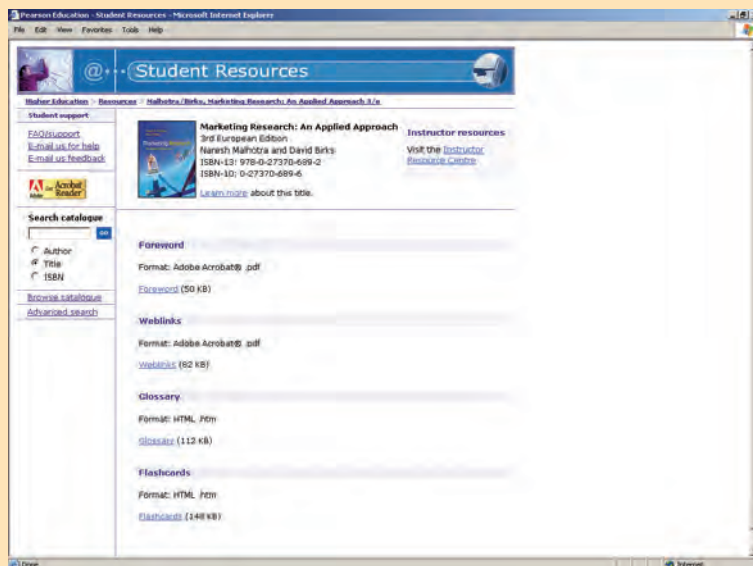 Pearson Education - Student Resources - Microsoft Internet Explorer
File Edit View Favorites Tools Help
@ Student Resources
Higher Education > Resources > Malhotra/Birks, Marketing Research: An Applied Approach 3/e
Student support
FAQ/support
E-mail us for help
E-mail us feedback
Get Acrobat Reader
Adobe
Search catalogue
GO
Author
Title
ISBN
Browse catalogue
Advanced search
Marketing Research: An Applied Approach
3rd European Edition
Naresh Malhotra and David Birks
ISBN-13: 978-0-27370-689-2
ISBN-10: 0-27370-689-6
Learn more about this title.
Instructor resources
Visit the Instructor
Resource Centre
Foreword
Format: Adobe Acrobat® .pdf
Foreword (50 KB)
Weblinks
Format: Adobe Acrobat® .pdf
Weblinks (82 KB)
Glossary
Format: HTML .htm
Glossary (112 KB)
Flashcards
Format: HTML .htm
Flashcards (148 KB)
Done
Internet